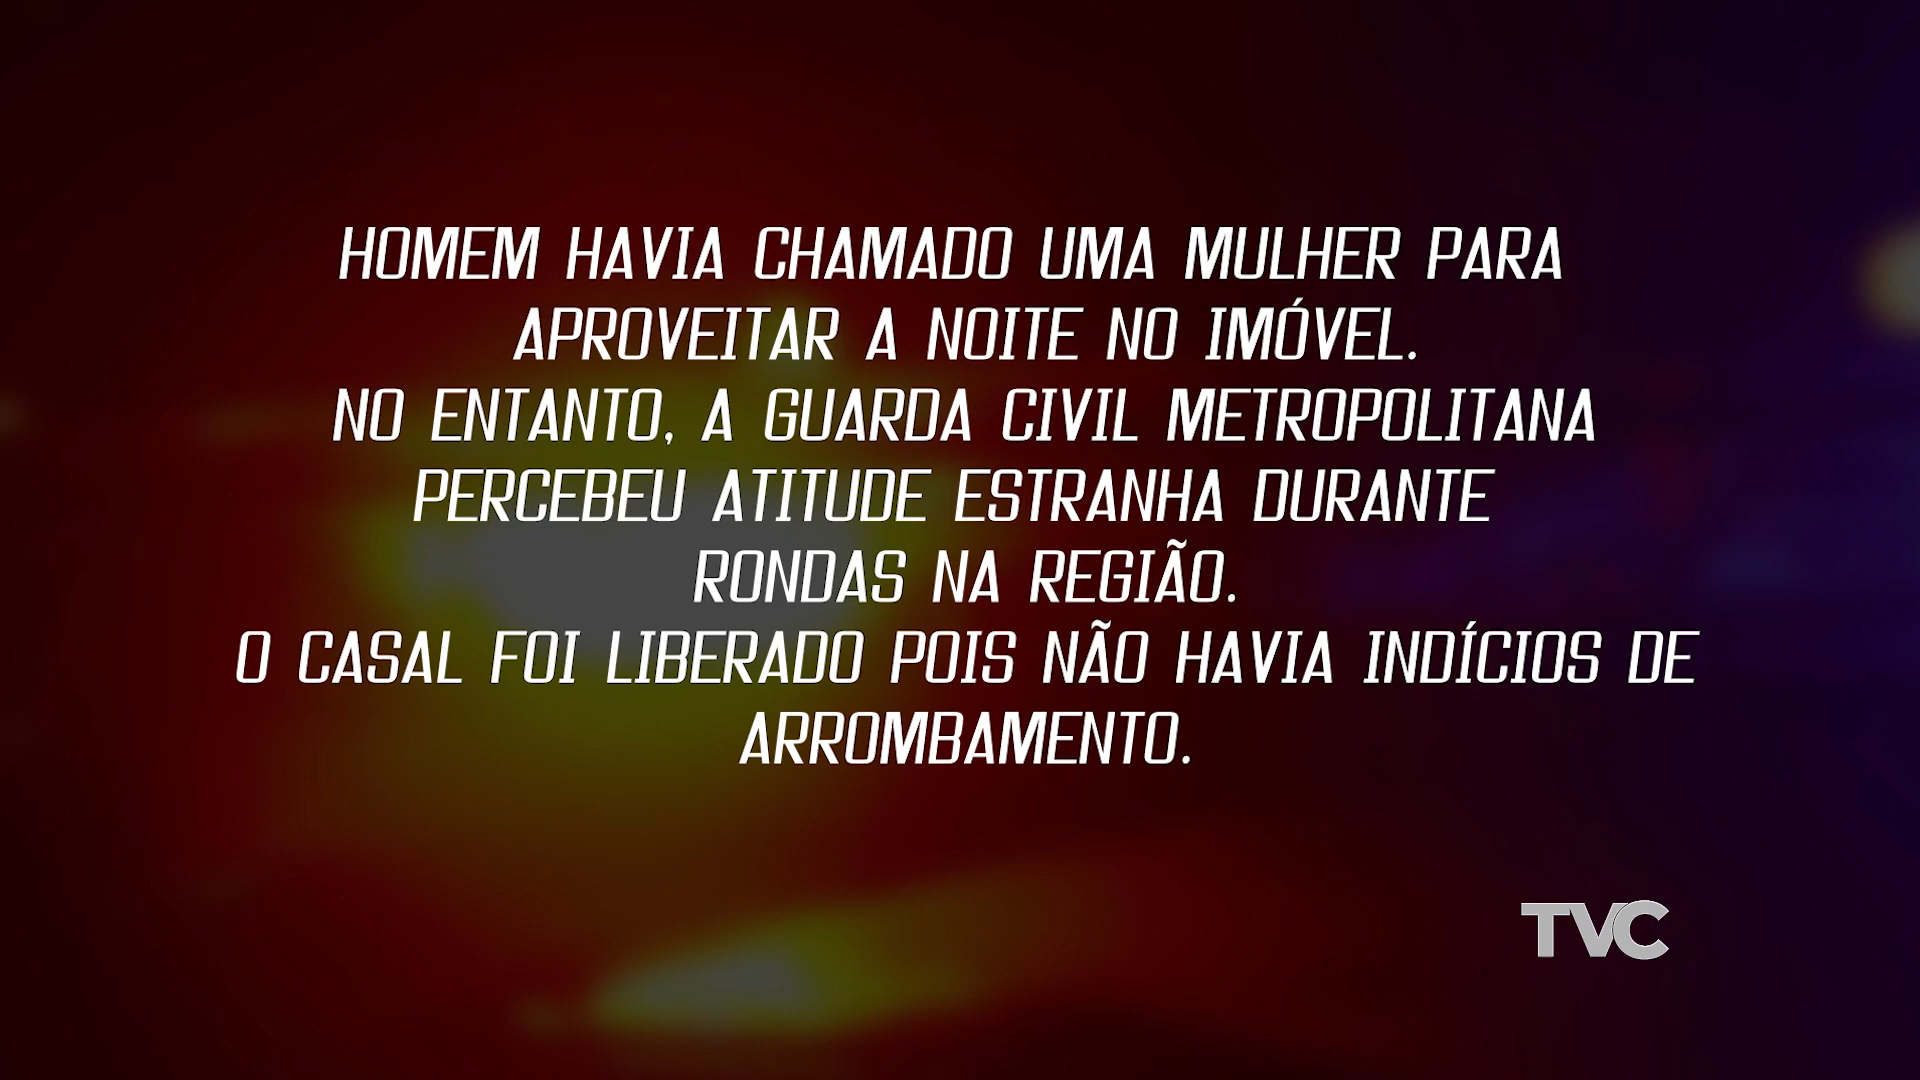 HOMEM HAVIA CHAMADO UMA MULHER PARA
APROVEITAR A NOITE NO IMÓVEL.
NO ENTANTO, A GUARDA CIVIL METROPOLITANA
PERCEBEU ATITUDE ESTRANHA DURANTE
RONDAS NA REGIÃO.
O CASAL FOI LIBERADO POIS NÃO HAVIA INDÍCIOS DE
ARROMBAMENTO.
TVC